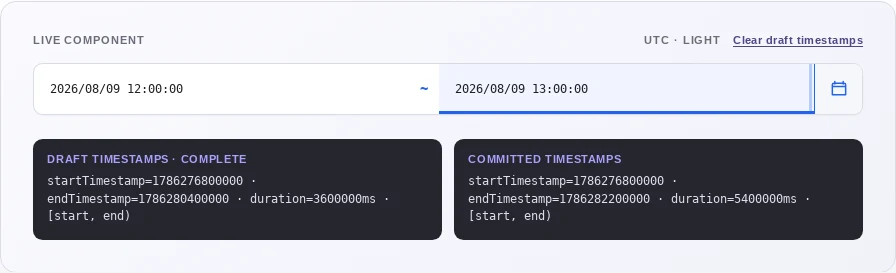 LIVE COMPONENT
UTC · LIGHT Clear draft timestamps
2026/08/09 12:00:00 ~ 2026/08/09 13:00:00
DRAFT TIMESTAMPS · COMPLETE
startTimestamp=1786276800000 ·
endTimestamp=1786280400000 · duration=3600000ms ·
[start, end)
COMMITTED TIMESTAMPS
startTimestamp=1786276800000 ·
endTimestamp=1786282200000 · duration=5400000ms ·
[start, end)